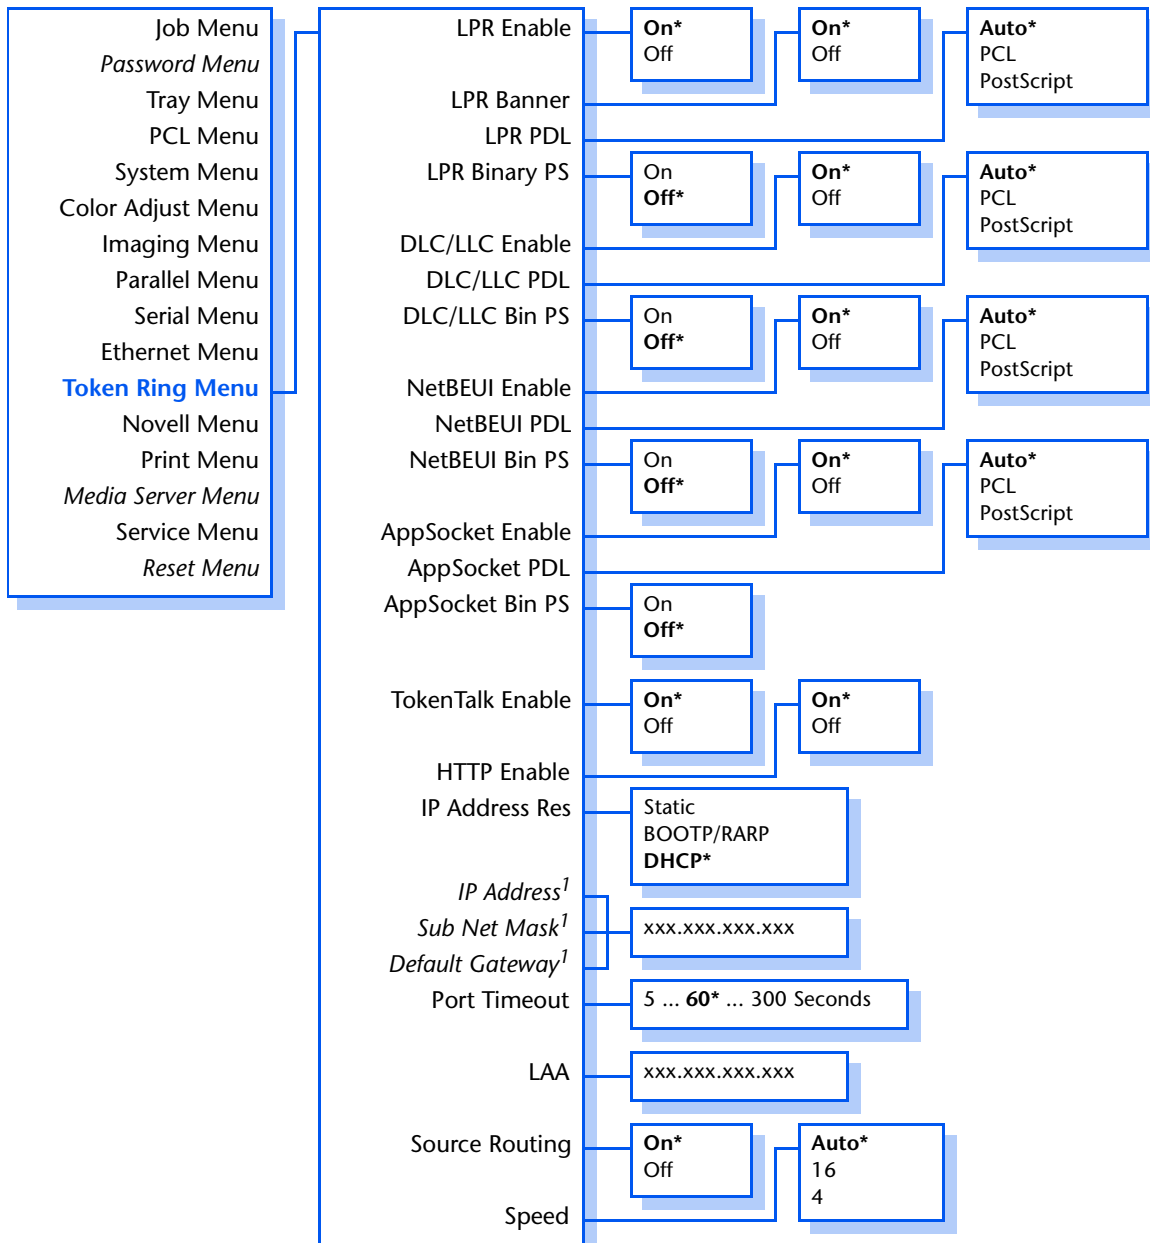 Job Menu
Password Menu
Tray Menu
PCL Menu
System Menu
Color Adjust Menu
Imaging Menu
Parallel Menu
Serial Menu
Ethernet Menu
Token Ring Menu
Novell Menu
Print Menu
Media Server Menu
Service Menu
Reset Menu
LPR Enable
On*
Off
LPR Banner
On*
Off
LPR PDL
Auto*
PCL
PostScript
LPR Binary PS
On
Off*
DLC/LLC Enable
On*
Off
DLC/LLC PDL
Auto*
PCL
PostScript
DLC/LLC Bin PS
On
Off*
NetBEUI Enable
On*
Off
NetBEUI PDL
Auto*
PCL
PostScript
NetBEUI Bin PS
On
Off*
AppSocket Enable
On*
Off
AppSocket PDL
Auto*
PCL
PostScript
AppSocket Bin PS
On
Off*
TokenTalk Enable
On*
Off
HTTP Enable
On*
Off
IP Address Res
Static
BOOTP/RARP
DHCP*
IP Address1
Sub Net Mask1
Default Gateway1
xxx.xxx.xxx.xxx
Port Timeout
5 ... 60* ... 300 Seconds
LAA
xxx.xxx.xxx.xxx
Source Routing
On*
Off
Speed
Auto*
16
4